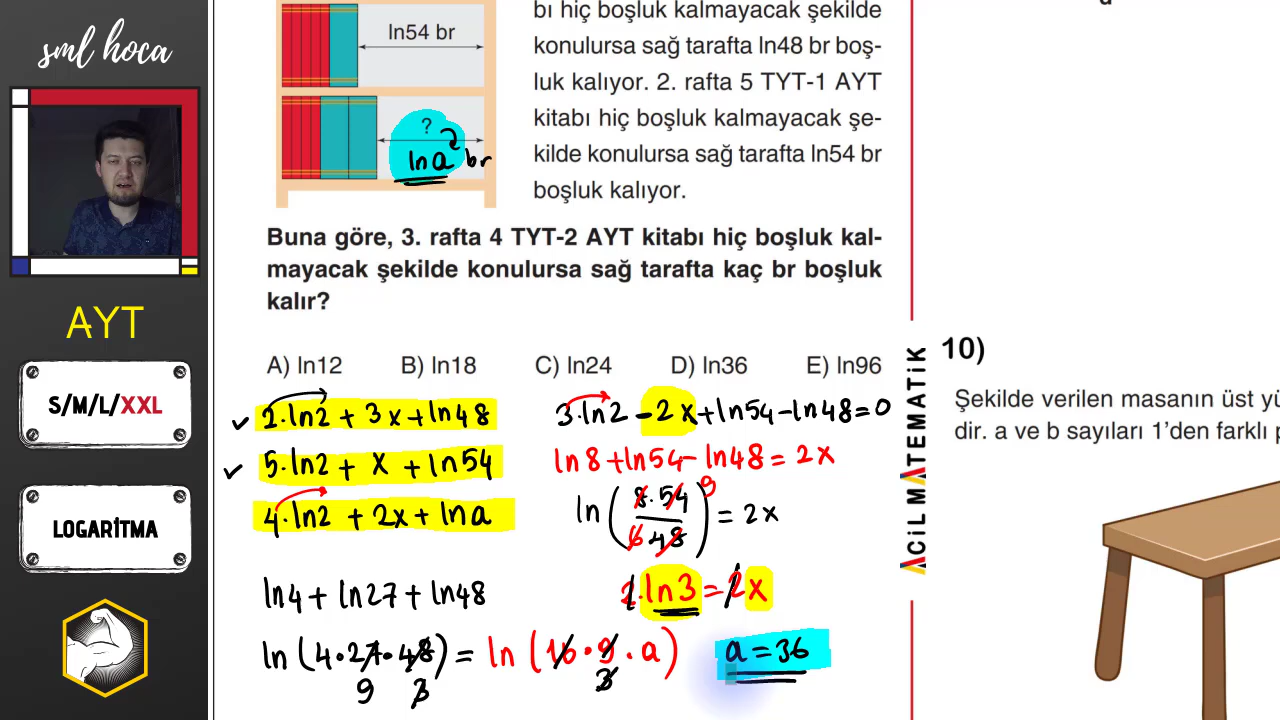 sml hoca
AYT
S/M/L/XXL
LOGARİTMA
ln54 br
?
ln a br
bı hiç boşluk kalmayacak şekilde
konulursa sağ tarafta ln48 br boş-
luk kalıyor. 2. rafta 5 TYT-1 AYT
kitabı hiç boşluk kalmayacak şe-
kilde konulursa sağ tarafta ln54 br
boşluk kalıyor.
Buna göre, 3. rafta 4 TYT-2 AYT kitabı hiç boşluk kal-
mayacak şekilde konulursa sağ tarafta kaç br boşluk
kalır?
A) ln12 B) ln18 C) ln24 D) ln36 E) ln96
2.ln2 + 3x + ln48
5.ln2 + x + ln54
4.ln2 + 2x + ln a
ln4 + ln27 + ln48
ln (4.27.48) = ln (16.9.a)
9 3 3
3.ln2 - 2x + ln54 - ln48 = 0
ln8 + ln54 - ln48 = 2x
ln (8.54/48) = 2x
9
6
2.ln3 = 2x
a = 36
ACİL MATEMATİK
10)
Şekilde verilen masanın üst yü
dir. a ve b sayıları 1'den farklı p